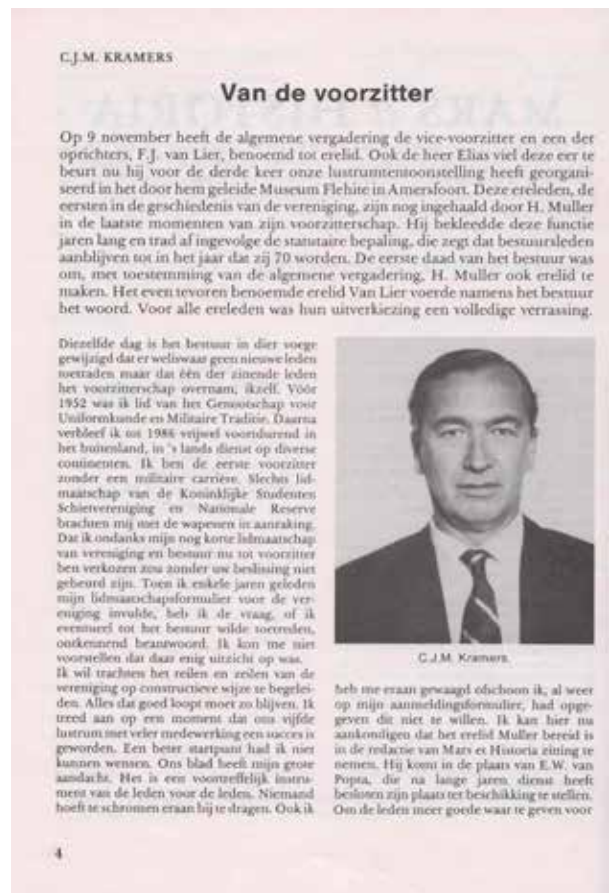 C.J.M. KRAMERS
Van de voorzitter
Op 9 november heeft de algemene vergadering de vice-voorzitter en een der
oprichters, F.J. van Lier, benoemd tot erelid. Ook de heer Elias viel deze eer te
beurt nu hij voor de derde keer onze lustrumtentoonstelling heeft georgani-
seerd in het door hem geleide Museum Flehite in Amersfoort. Deze ereleden, de
eersten in de geschiedenis van de vereniging, zijn nog ingehaald door H. Muller
in de laatste momenten van zijn voorzitterschap. Hij bekleedde deze functie
jaren lang en trad af ingevolge de statutaire bepaling, die zegt dat bestuursleden
aanblijven tot in het jaar dat zij 70 worden. De eerste daad van het bestuur was
om, met toestemming van de algemene vergadering, H. Muller ook erelid te
maken. Het even tevoren benoemde erelid Van Lier voerde namens het bestuur
het woord. Voor alle ereleden was hun uitverkiezing een volledige verrassing.
Diezelfde dag is het bestuur in dier voege
gewijzigd dat er weliswaar geen nieuwe leden
toetraden maar dat één der zittende leden
het voorzitterschap overnam, ikzelf. Vóór
1952 was ik lid van het Genootschap voor
Uniformkunde en Militaire Traditie. Daarna
verbleef ik tot 1986 vrijwel voortdurend in
het buitenland, in 's lands dienst op diverse
continenten. Ik ben de eerste voorzitter
zonder een militaire carrière. Slechts lid-
maatschap van de Koninklijke Studenten
Schietvereniging en Nationale Reserve
brachten mij met de wapenen in aanraking.
Dat ik ondanks mijn nog korte lidmaatschap
van vereniging en bestuur nu tot voorzitter
ben verkozen zou zonder uw beslissing niet
gebeurd zijn. Toen ik enkele jaren geleden
mijn lidmaatschapsformulier voor de ver-
eniging invulde, heb ik de vraag, of ik
eventueel tot het bestuur wilde toetreden,
ontkennend beantwoord. Ik kon me niet
voorstellen dat daar enig uitzicht op was.
Ik wil trachten het reilen en zeilen van de
vereniging op constructieve wijze te begelei-
den. Alles dat goed loopt moet zo blijven. Ik
treed aan op een moment dat ons vijfde
lustrum met veler medewerking een succes is
geworden. Een beter startpunt had ik niet
kunnen wensen. Ons blad heeft mijn grote
aandacht. Het is een voortreffelijk instru-
ment van de leden voor de leden. Niemand
hoeft te schromen eraan bij te dragen. Ook ik
C.J.M. Kramers.
heb me eraan gewaagd ofschoon ik, al weer
op mijn aanmeldingsformulier, had opge-
geven dit niet te willen. Ik kan hier nu
aankondigen dat het erelid Muller bereid is
in de redactie van Mars et Historia zitting te
nemen. Hij komt in de plaats van E.W. van
Popta, die na lange jaren dienst heeft
besloten zijn plaats ter beschikking te stellen.
Om de leden meer goede waar te geven voor
4